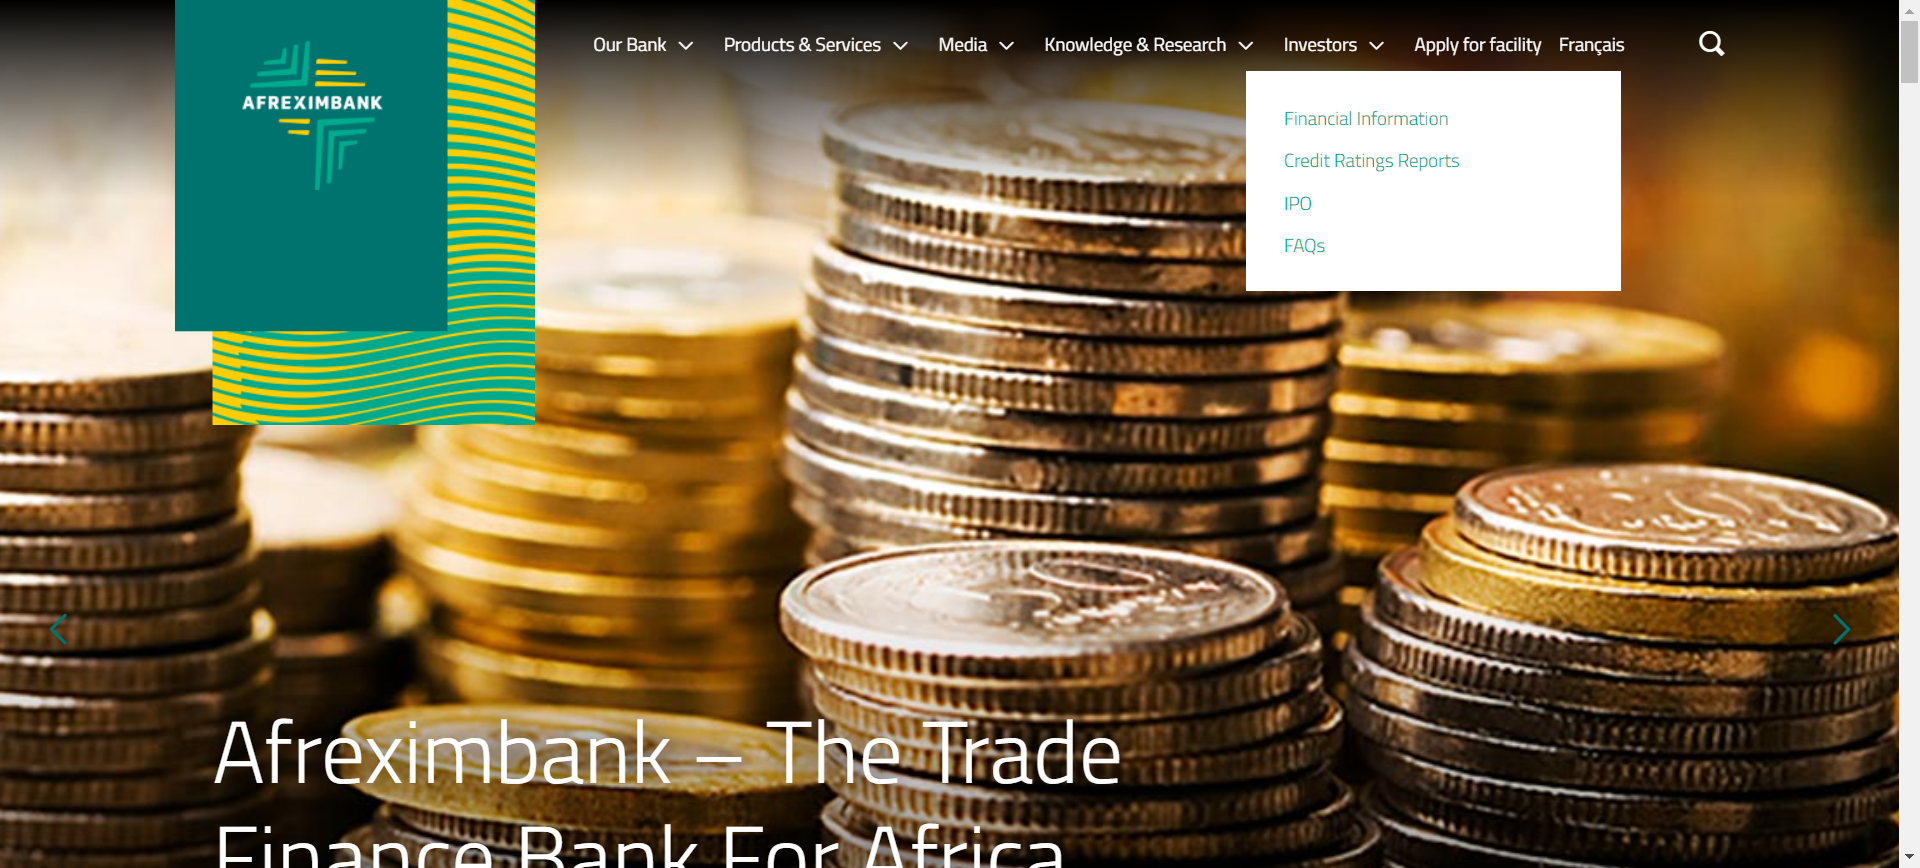 AFREXIMBANK
Our Bank Products & Services Media Knowledge & Research Investors Apply for facility Français
Financial Information
Credit Ratings Reports
IPO
FAQs
Afreximbank – The Trade
Finance Bank For Africa